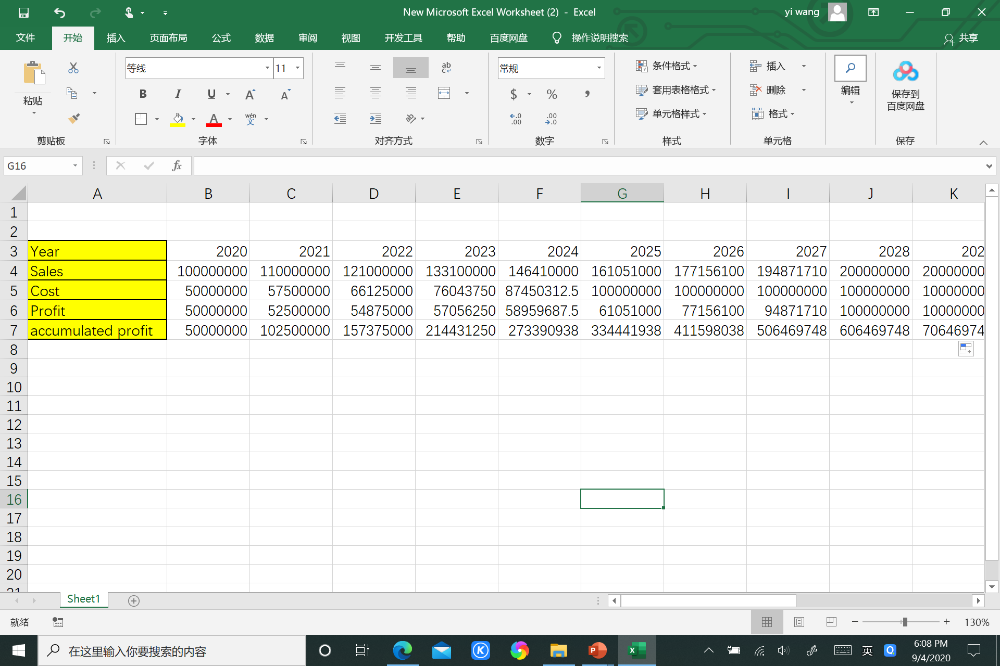 New Microsoft Excel Worksheet (2) - Excel
yi wang
文件 开始 插入 页面布局 公式 数据 审阅 视图 开发工具 帮助 百度网盘 操作说明搜索 共享
等线 11 常规
粘贴
B I U A A
A wén 文
ab c
$ % ,
.0 .00 .00 .0
条件格式
套用表格格式
单元格样式
插入
删除
格式
编辑
保存到
百度网盘
剪贴板 字体 对齐方式 数字 样式 单元格 保存
G16 fx
A B C D E F G H I J K
1
2
3 Year 2020 2021 2022 2023 2024 2025 2026 2027 2028 202
4 Sales 100000000 110000000 121000000 133100000 146410000 161051000 177156100 194871710 200000000 20000000
5 Cost 50000000 57500000 66125000 76043750 87450312.5 100000000 100000000 100000000 100000000 10000000
6 Profit 50000000 52500000 54875000 57056250 58959687.5 61051000 77156100 94871710 100000000 10000000
7 accumulated profit 50000000 102500000 157375000 214431250 273390938 334441938 411598038 506469748 606469748 70646974
8
9
10
11
12
13
14
15
16
17
18
19
20
21
Sheet1
就绪 130%
在这里输入你要搜索的内容
K P X 英 Q
6:08 PM
9/4/2020